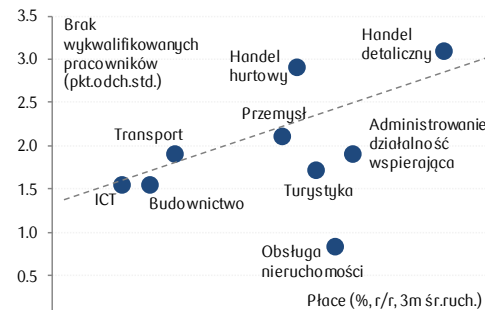 3.5
3.0
2.5
2.0
1.5
1.0
0.5
Brak
wykwalifikowanych
pracowników
(pkt.odch.std.)
Handel
detaliczny
Handel
hurtowy
Przemysł
Transport
Administrowanie
działalność
wspierająca
ICT
Budownictwo
Turystyka
Obsługa
nieruchomości
Płace (%, r/r, 3m śr.ruch.)